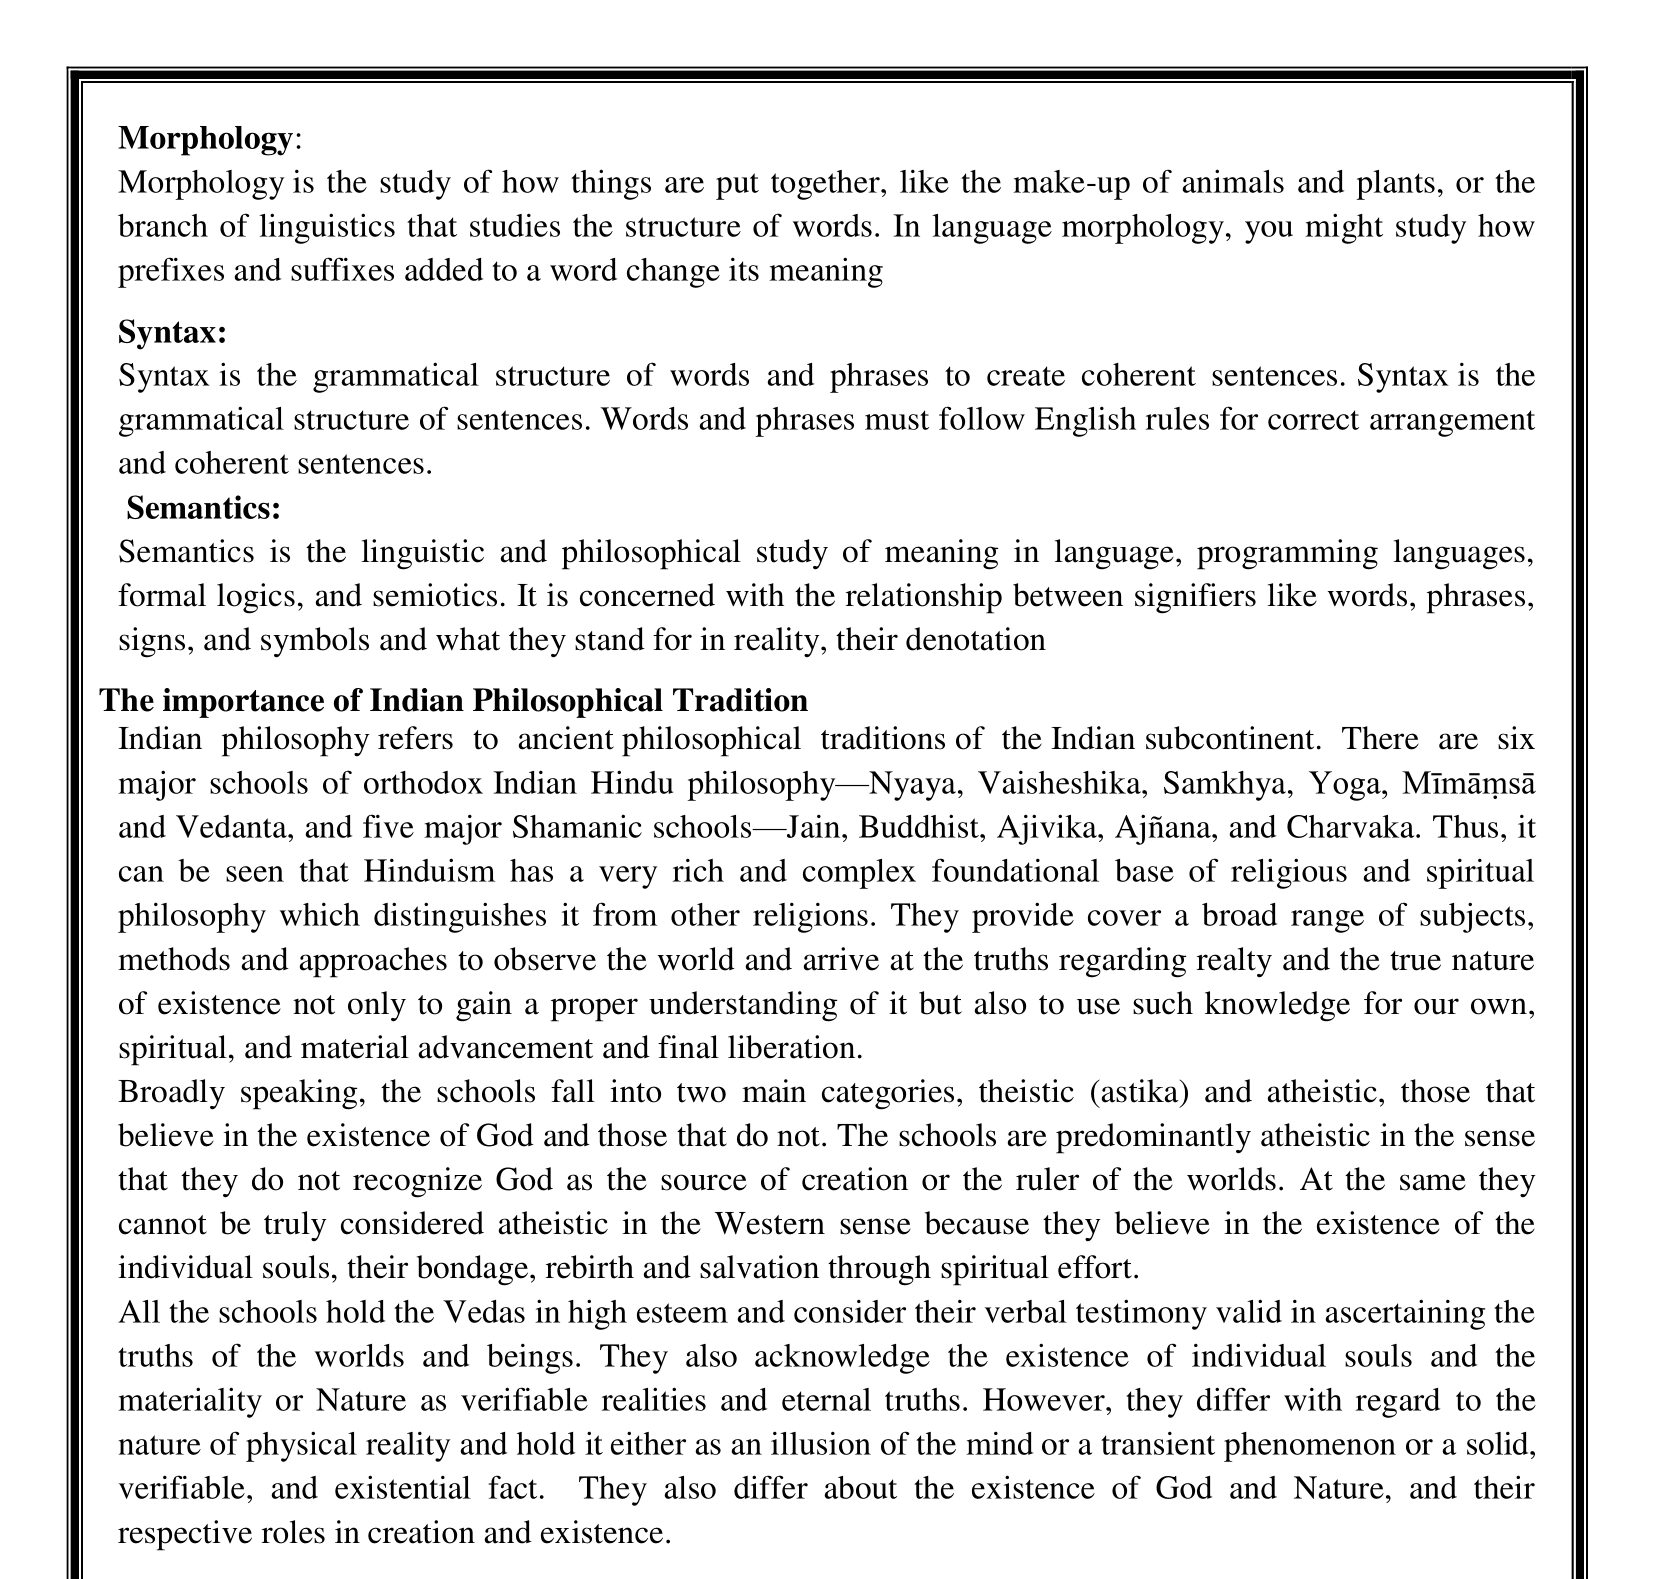 Morphology:
Morphology is the study of how things are put together, like the make-up of animals and plants, or the
branch of linguistics that studies the structure of words. In language morphology, you might study how
prefixes and suffixes added to a word change its meaning
Syntax:
Syntax is the grammatical structure of words and phrases to create coherent sentences. Syntax is the
grammatical structure of sentences. Words and phrases must follow English rules for correct arrangement
and coherent sentences.
Semantics:
Semantics is the linguistic and philosophical study of meaning in language, programming languages,
formal logics, and semiotics. It is concerned with the relationship between signifiers like words, phrases,
signs, and symbols and what they stand for in reality, their denotation
The importance of Indian Philosophical Tradition
Indian philosophy refers to ancient philosophical traditions of the Indian subcontinent. There are six
major schools of orthodox Indian Hindu philosophy—Nyaya, Vaisheshika, Samkhya, Yoga, Mīmāṃsā
and Vedanta, and five major Shamanic schools—Jain, Buddhist, Ajivika, Ajñana, and Charvaka. Thus, it
can be seen that Hinduism has a very rich and complex foundational base of religious and spiritual
philosophy which distinguishes it from other religions. They provide cover a broad range of subjects,
methods and approaches to observe the world and arrive at the truths regarding realty and the true nature
of existence not only to gain a proper understanding of it but also to use such knowledge for our own,
spiritual, and material advancement and final liberation.
Broadly speaking, the schools fall into two main categories, theistic (astika) and atheistic, those that
believe in the existence of God and those that do not. The schools are predominantly atheistic in the sense
that they do not recognize God as the source of creation or the ruler of the worlds. At the same they
cannot be truly considered atheistic in the Western sense because they believe in the existence of the
individual souls, their bondage, rebirth and salvation through spiritual effort.
All the schools hold the Vedas in high esteem and consider their verbal testimony valid in ascertaining the
truths of the worlds and beings. They also acknowledge the existence of individual souls and the
materiality or Nature as verifiable realities and eternal truths. However, they differ with regard to the
nature of physical reality and hold it either as an illusion of the mind or a transient phenomenon or a solid,
verifiable, and existential fact.  They also differ about the existence of God and Nature, and their
respective roles in creation and existence.